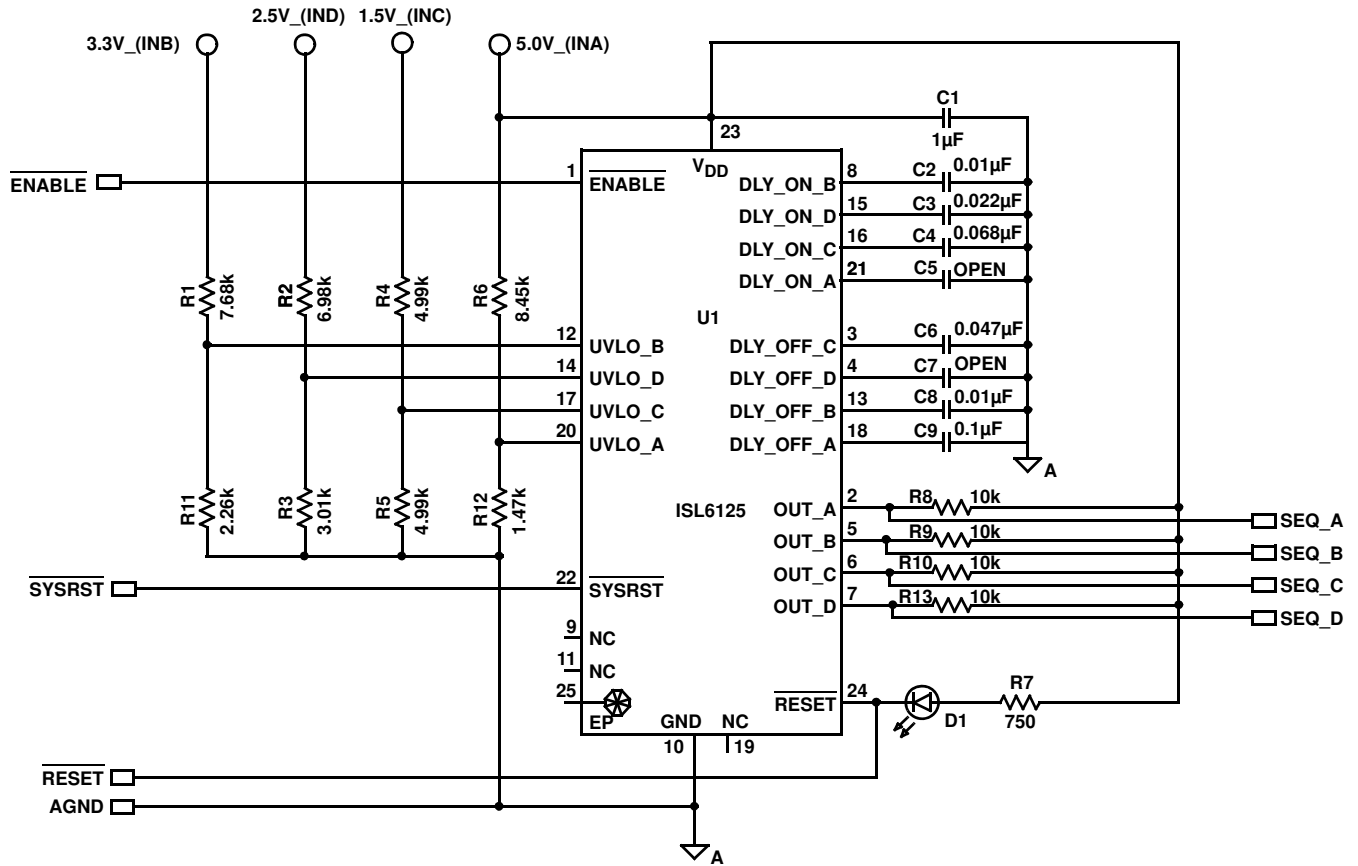 2.5V_(IND) 1.5V_(INC)
3.3V_(INB) 5.0V_(INA)
C1
1µF
23
VDD
ENABLE 1 ENABLE
DLY_ON_B 8 C2 0.01µF
DLY_ON_D 15 C3 0.022µF
DLY_ON_C 16 C4 0.068µF
DLY_ON_A 21 C5 OPEN
R1 7.68k
R2 6.98k
R4 4.99k
R6 8.45k
U1
12 UVLO_B
14 UVLO_D
17 UVLO_C
20 UVLO_A
DLY_OFF_C 3 C6 0.047µF
DLY_OFF_D 4 C7 OPEN
DLY_OFF_B 13 C8 0.01µF
DLY_OFF_A 18 C9 0.1µF
A
R11 2.26k
R3 3.01k
R5 4.99k
R12 1.47k
ISL6125
OUT_A 2 R8 10k SEQ_A
OUT_B 5 R9 10k SEQ_B
OUT_C 6 R10 10k SEQ_C
OUT_D 7 R13 10k SEQ_D
SYSRST 22 SYSRST
9 NC
11 NC
25 EP
RESET 24 D1 R7 750
GND NC
10 19
RESET
AGND
A